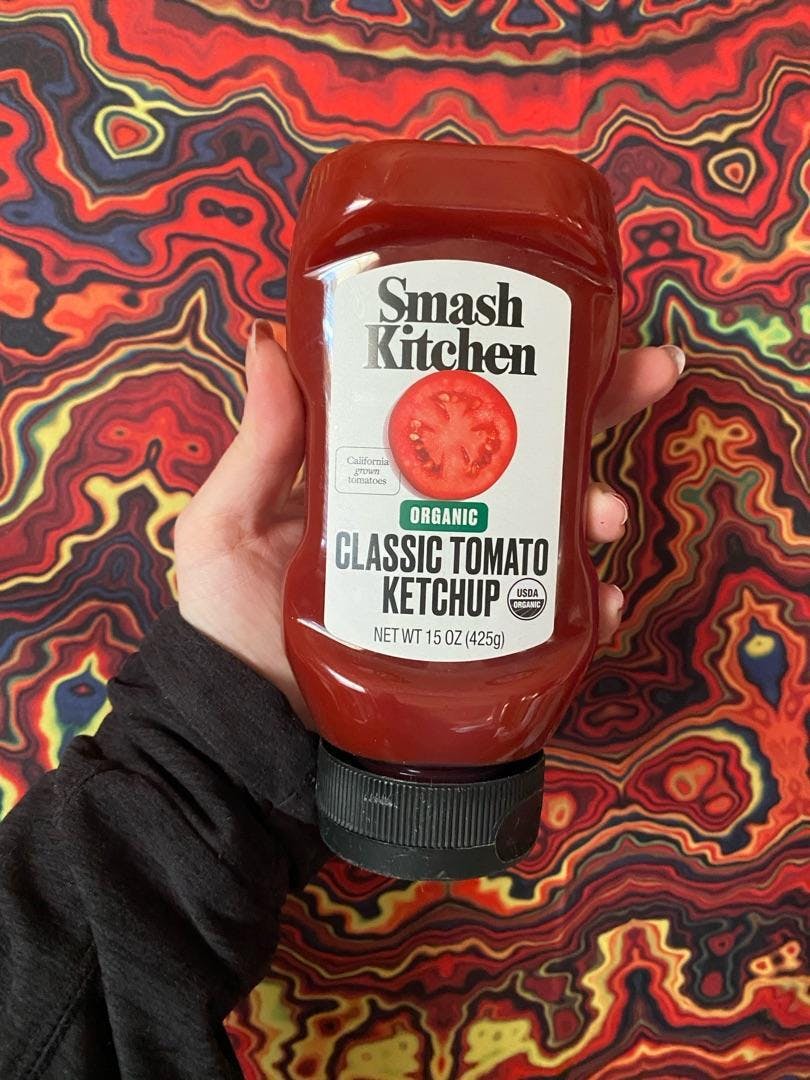 Smash
Kitchen
California
grown
tomatoes
ORGANIC
CLASSIC TOMATO
KETCHUP
USDA
ORGANIC
NET WT 15 OZ (425g)